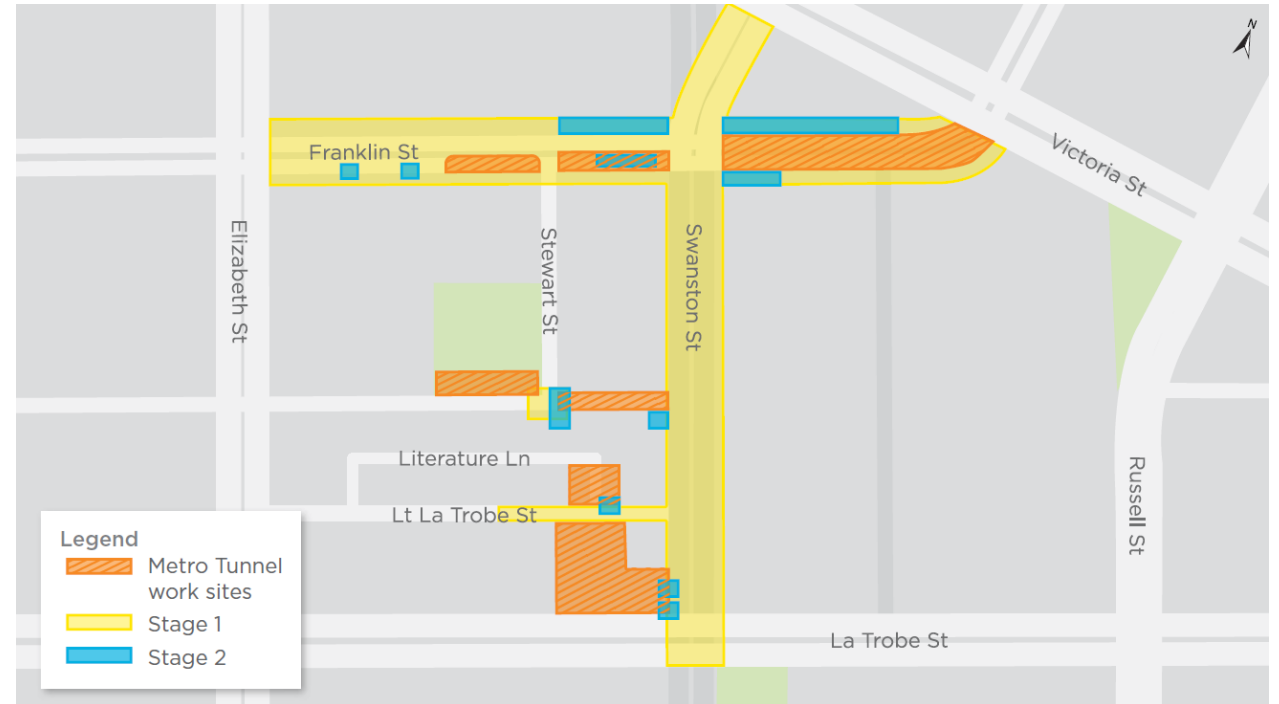 N
Franklin St
Victoria St
Elizabeth St
Stewart St
Swanston St
Literature Ln
Lt La Trobe St
Russell St
La Trobe St
Legend
Metro Tunnel
work sites
Stage 1
Stage 2